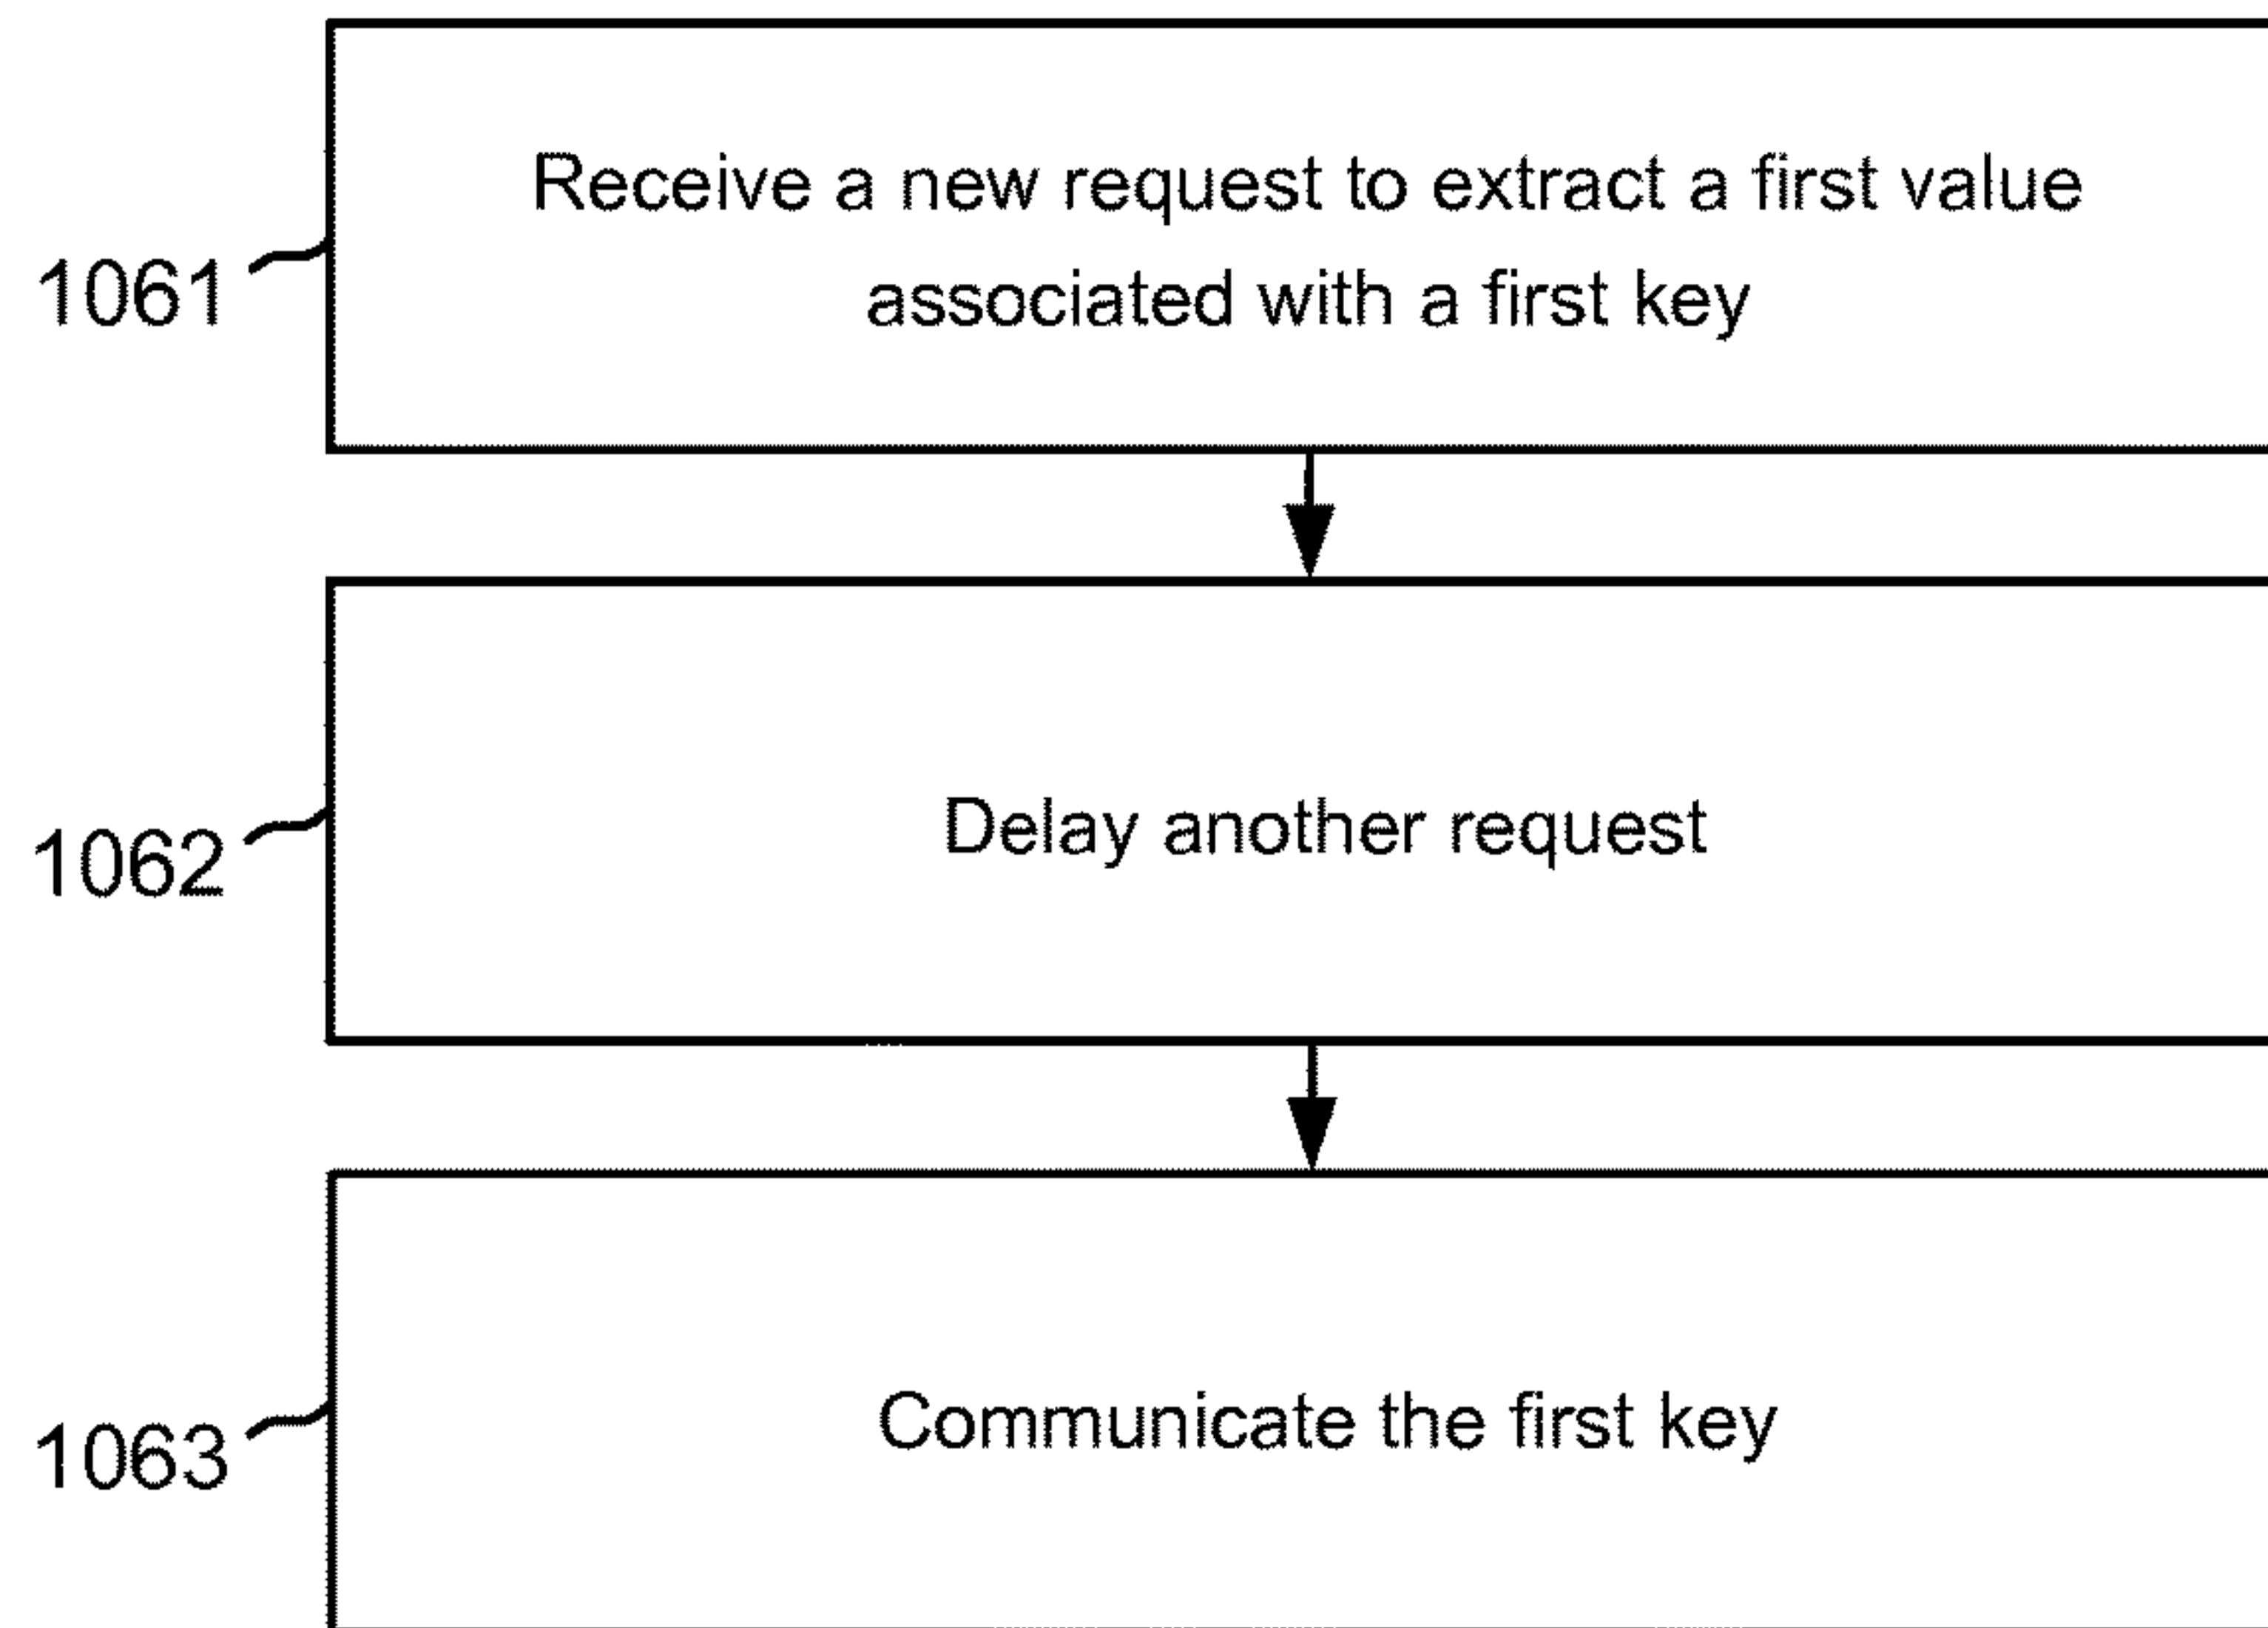 Receive a new request to extract a first value
associated with a first key
1061
Delay another request
1062
Communicate the first key
1063